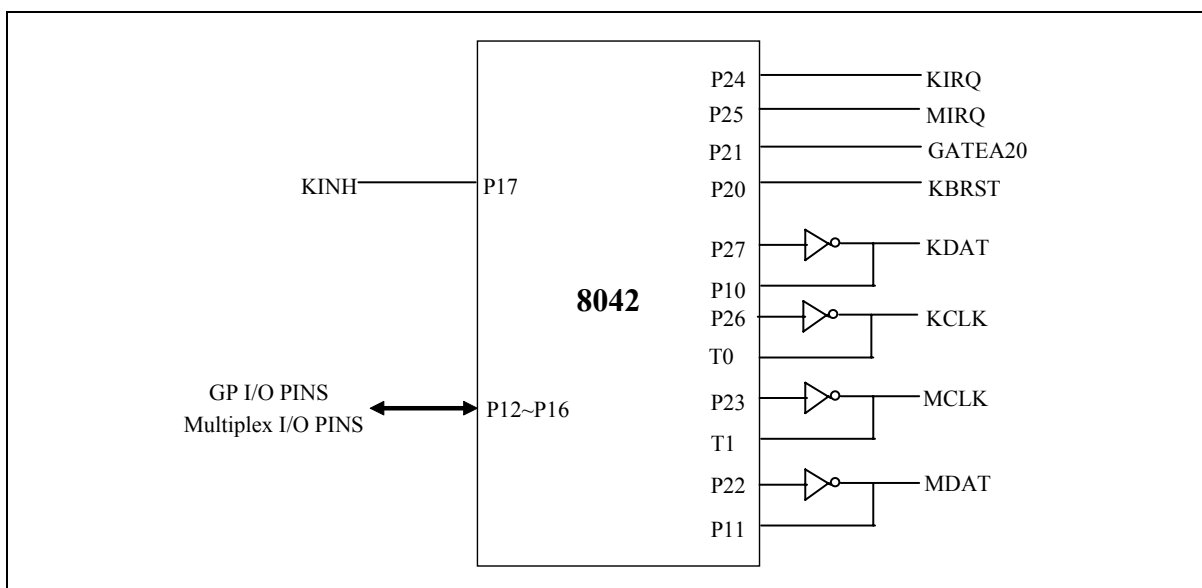 P24 KIRQ
P25 MIRQ
P21 GATEA20
KINH P17 P20 KBRST
P27 KDAT
P10
8042
P26 KCLK
T0
GP I/O PINS
Multiplex I/O PINS
P12~P16
P23 MCLK
T1
P22 MDAT
P11